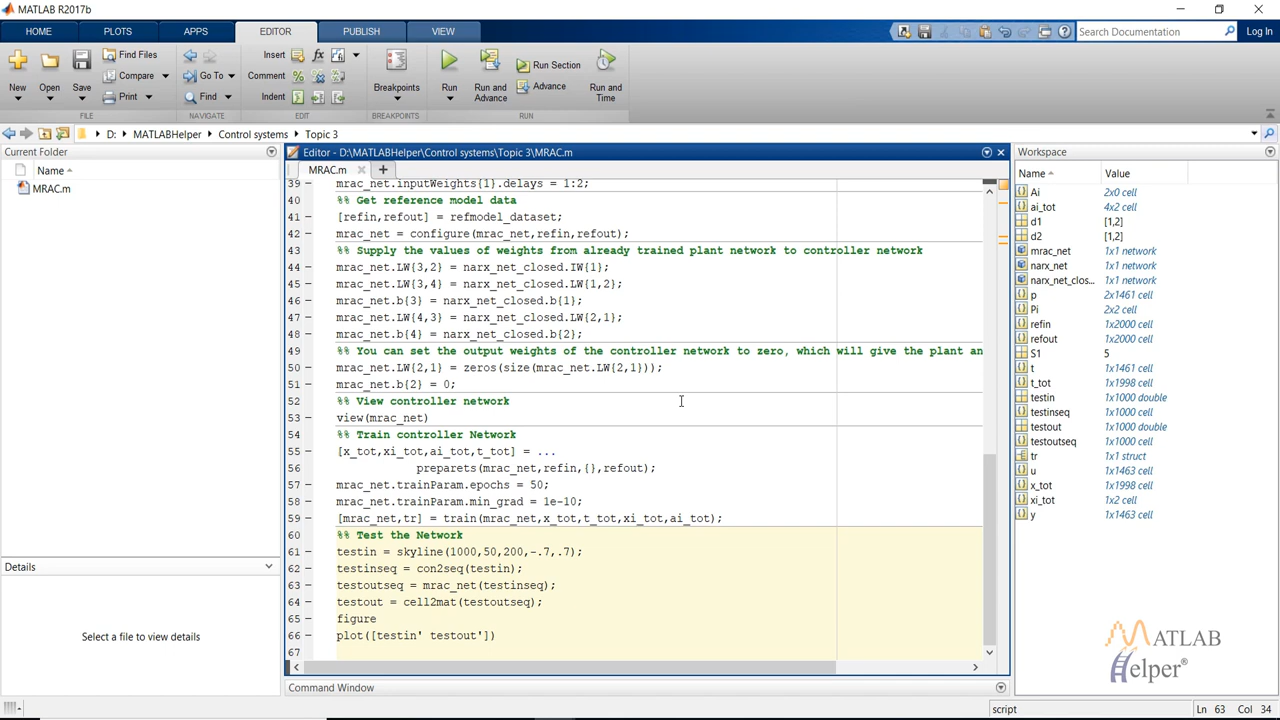 MATLAB R2017b
HOME PLOTS APPS EDITOR PUBLISH VIEW
Search Documentation Log In
New Open Save Find Files Compare Print
FILE
Go To Find
NAVIGATE
Insert fx
Comment
Indent
EDIT
Breakpoints
BREAKPOINTS
Run Run and Advance Run Section Advance Run and Time
RUN
D: MATLABHelper Control systems Topic 3
Current Folder
Name
MRAC.m
Details
Select a file to view details
Editor - D:\MATLABHelper\Control systems\Topic 3\MRAC.m
MRAC.m
39 mrac_net.inputWeights{1}.delays = 1:2;
40 %% Get reference model data
41 [refin,refout] = refmodel_dataset;
42 mrac_net = configure(mrac_net,refin,refout);
43 %% Supply the values of weights from already trained plant network to controller network
44 mrac_net.LW{3,2} = narx_net_closed.IW{1};
45 mrac_net.LW{3,4} = narx_net_closed.LW{1,2};
46 mrac_net.b{3} = narx_net_closed.b{1};
47 mrac_net.LW{4,3} = narx_net_closed.LW{2,1};
48 mrac_net.b{4} = narx_net_closed.b{2};
49 %% You can set the output weights of the controller network to zero, which will give the plant an
50 mrac_net.LW{2,1} = zeros(size(mrac_net.LW{2,1}));
51 mrac_net.b{2} = 0;
52 %% View controller network
53 view(mrac_net)
54 %% Train controller Network
55 [x_tot,xi_tot,ai_tot,t_tot] = ...
56 preparets(mrac_net,refin,{},refout);
57 mrac_net.trainParam.epochs = 50;
58 mrac_net.trainParam.min_grad = 1e-10;
59 [mrac_net,tr] = train(mrac_net,x_tot,t_tot,xi_tot,ai_tot);
60 %% Test the Network
61 testin = skyline(1000,50,200,-.7,.7);
62 testinseq = con2seq(testin);
63 testoutseq = mrac_net(testinseq);
64 testout = cell2mat(testoutseq);
65 figure
66 plot([testin' testout'])
67
Command Window
Workspace
Name Value
Ai 2x0 cell
ai_tot 4x2 cell
d1 [1,2]
d2 [1,2]
mrac_net 1x1 network
narx_net 1x1 network
narx_net_clos... 1x1 network
p 2x1461 cell
Pi 2x2 cell
refin 1x2000 cell
refout 1x2000 cell
S1 5
t 1x1461 cell
t_tot 1x1998 cell
testin 1x1000 double
testinseq 1x1000 cell
testout 1x1000 double
testoutseq 1x1000 cell
tr 1x1 struct
u 1x1463 cell
x_tot 1x1998 cell
xi_tot 1x2 cell
y 1x1463 cell
MATLAB
Helper®
script Ln 63 Col 34